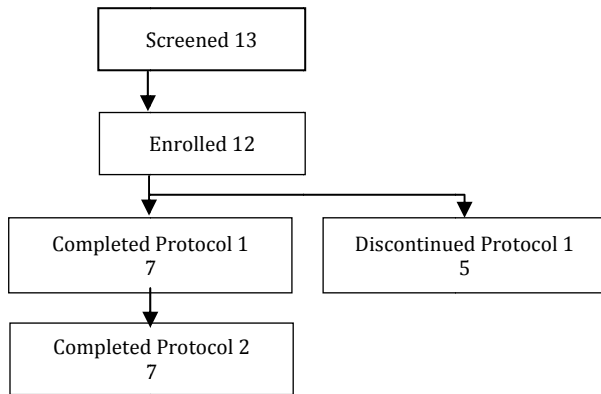 Screened 13
Enrolled 12
Completed Protocol 1
7
Discontinued Protocol 1
5
Completed Protocol 2
7